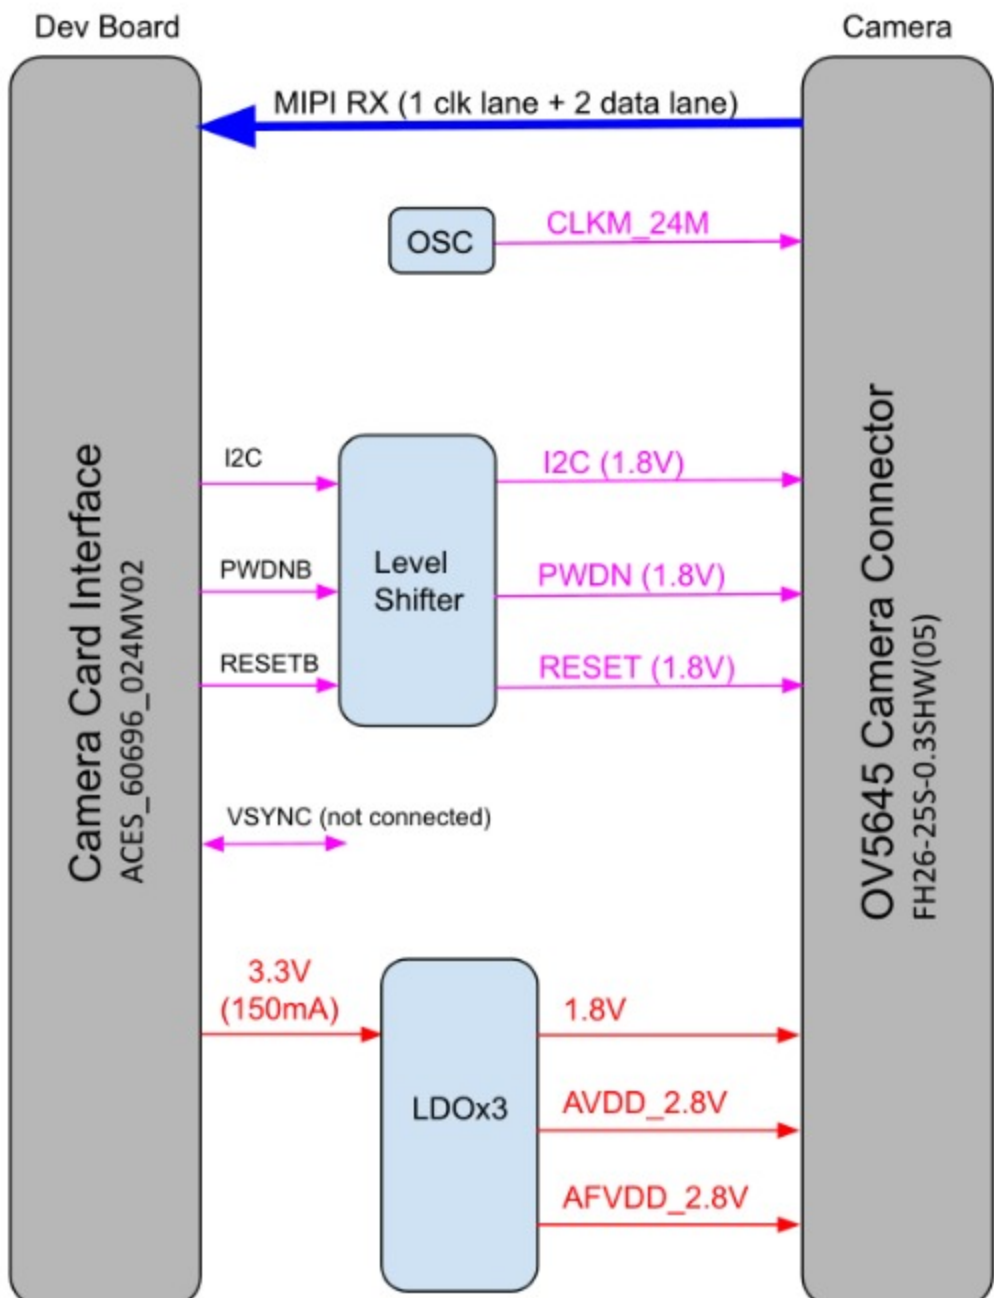 Dev Board
Camera
MIPI RX (1 clk lane + 2 data lane)
OSC
CLKM_24M
Camera Card Interface
ACES_60696_024MV02
OV5645 Camera Connector
FH26-25S-0.3SHW(05)
I2C
I2C (1.8V)
Level
Shifter
PWDNB
PWDN (1.8V)
RESETB
RESET (1.8V)
VSYNC (not connected)
3.3V
(150mA)
LDOx3
1.8V
AVDD_2.8V
AFVDD_2.8V